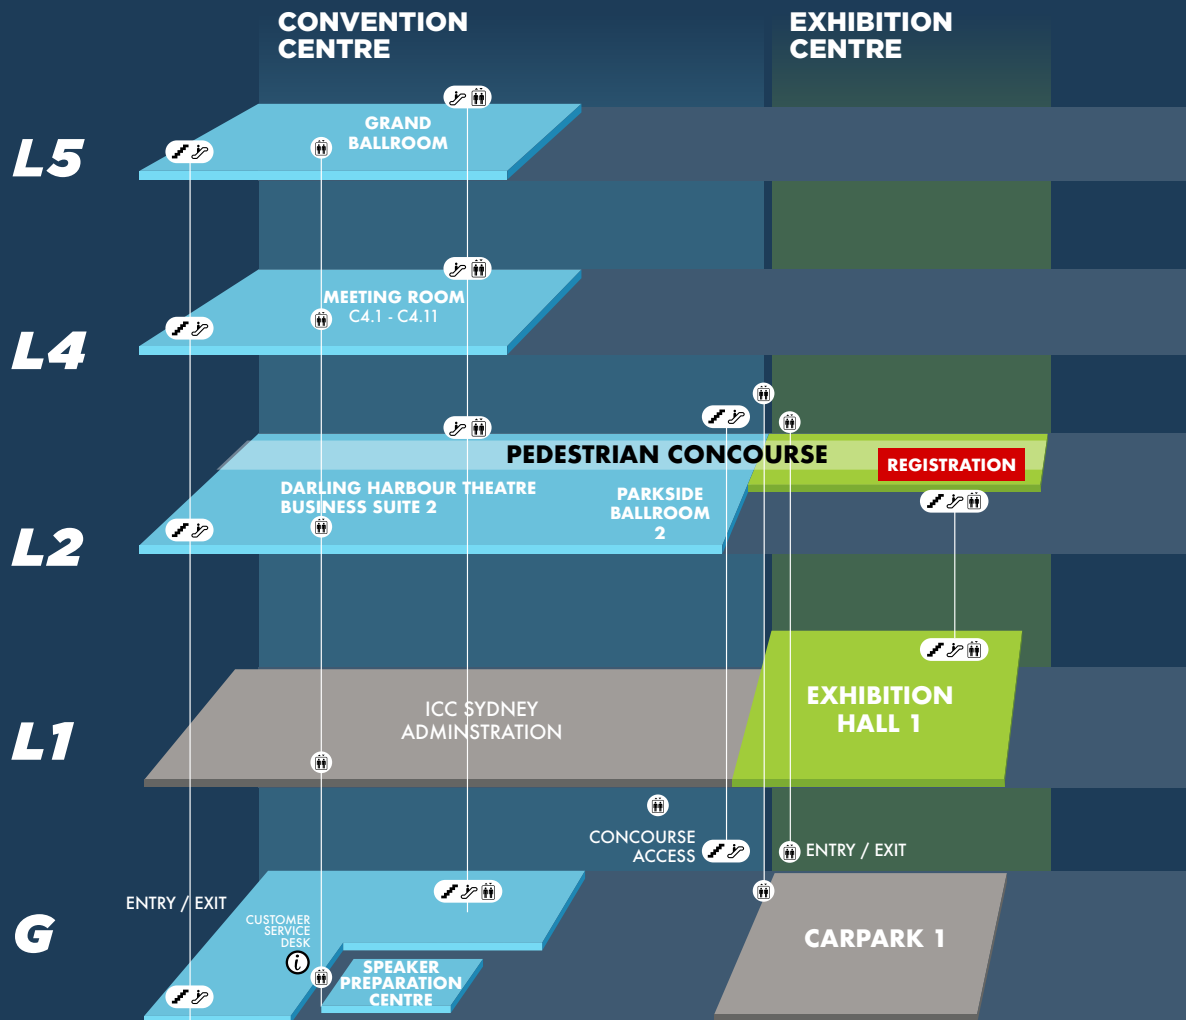 CONVENTION
CENTRE
EXHIBITION
CENTRE
L5
GRAND
BALLROOM
L4
MEETING ROOM
C4.1 - C4.11
L2
PEDESTRIAN CONCOURSE
REGISTRATION
DARLING HARBOUR THEATRE
BUSINESS SUITE 2
PARKSIDE
BALLROOM
2
L1
ICC SYDNEY
ADMINSTRATION
EXHIBITION
HALL 1
CONCOURSE
ACCESS
ENTRY / EXIT
G
ENTRY / EXIT
CUSTOMER
SERVICE
DESK
i
SPEAKER
PREPARATION
CENTRE
CARPARK 1